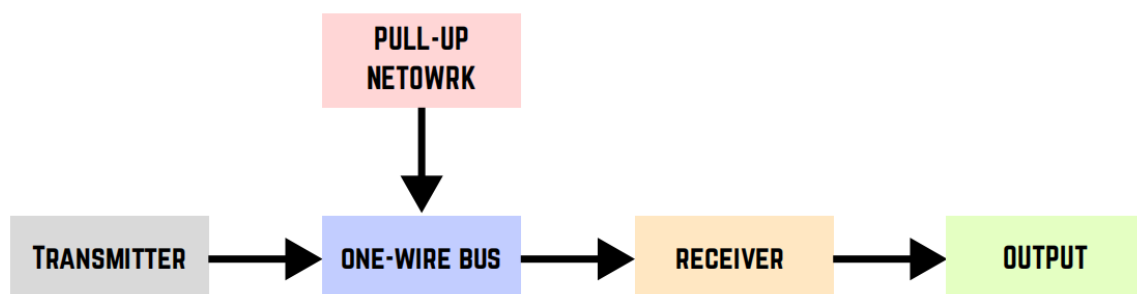 PULL-UP
NETOWRK
TRANSMITTER
ONE-WIRE BUS
RECEIVER
OUTPUT